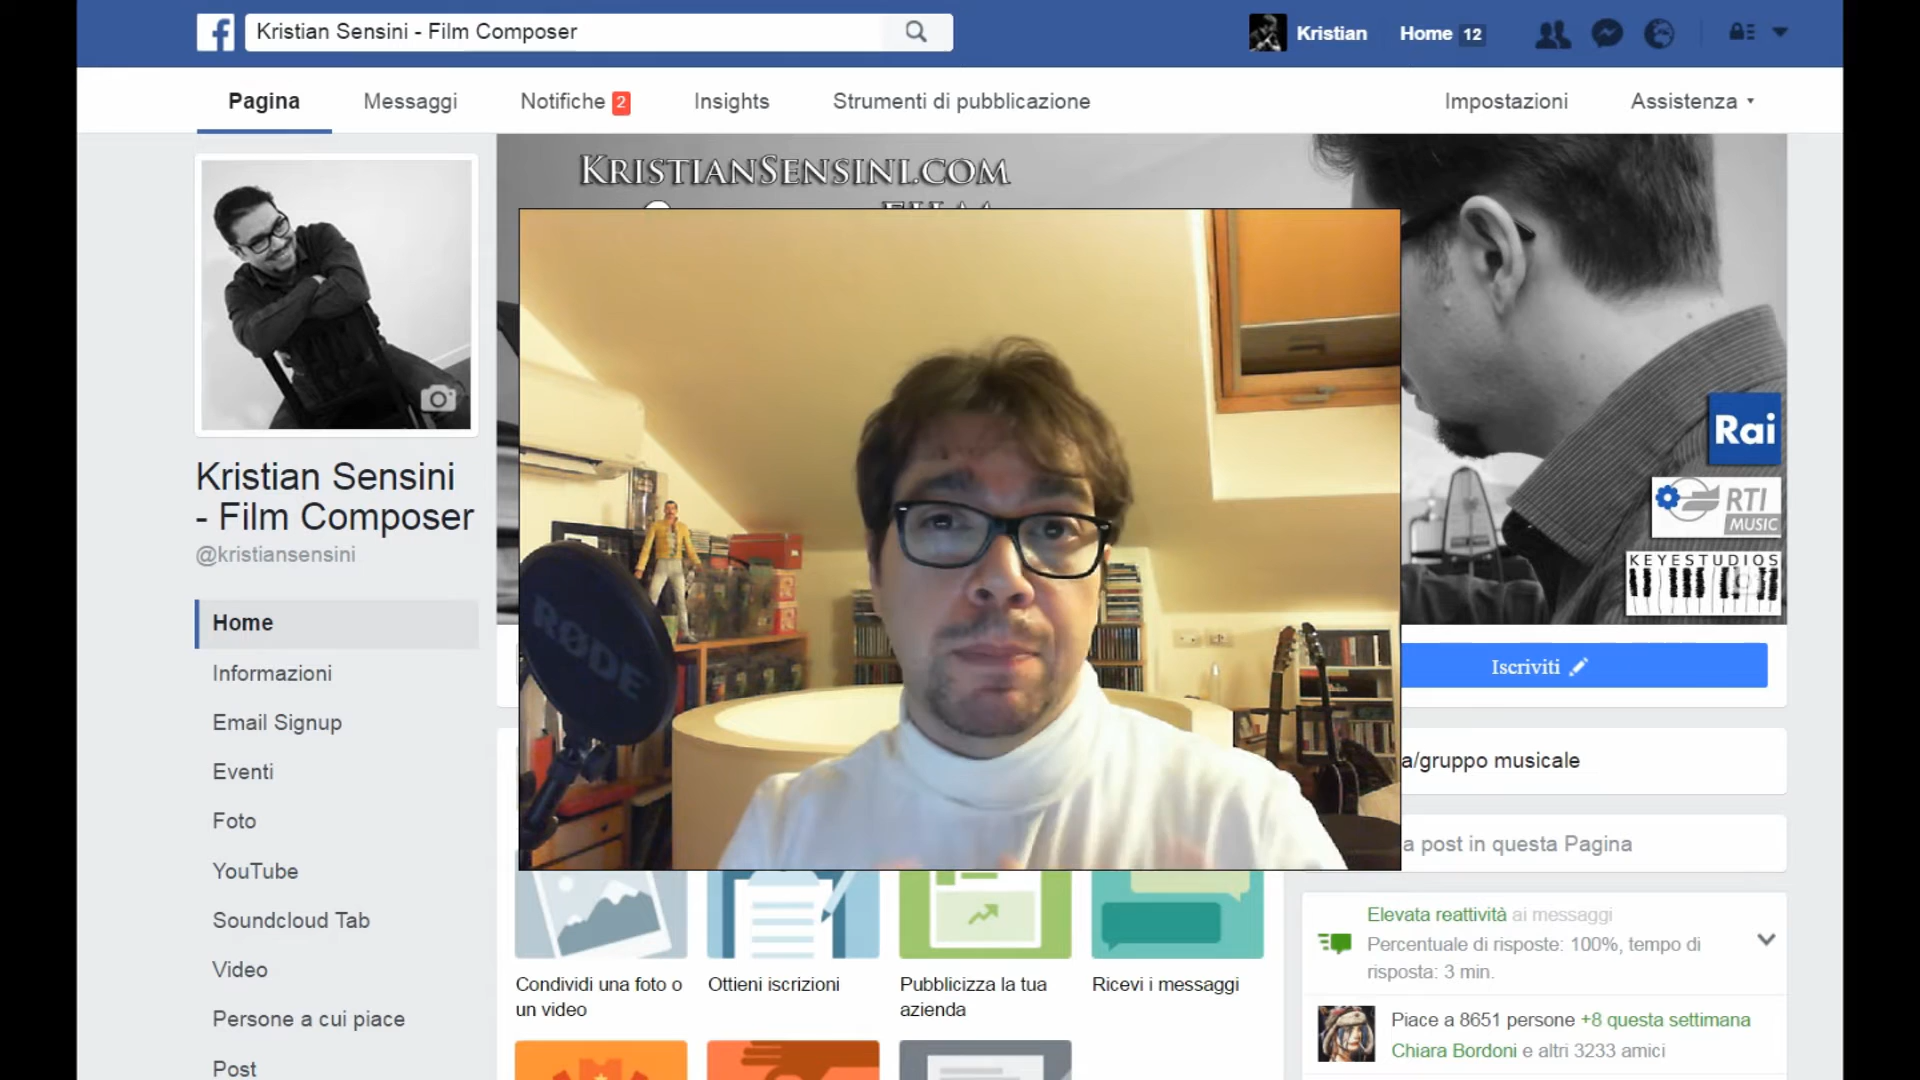 Kristian Sensini - Film Composer
Kristian
Home 12
Pagina
Messaggi
Notifiche 2
Insights
Strumenti di pubblicazione
Impostazioni
Assistenza
KRISTIANSENSINI.COM
Rai
RTI
MUSIC
KEYESTUDIOS
RØDE
Kristian Sensini
- Film Composer
@kristiansensini
Home
Informazioni
Email Signup
Eventi
Foto
YouTube
Soundcloud Tab
Video
Persone a cui piace
Post
Iscriviti
a/gruppo musicale
a post in questa Pagina
Condividi una foto o
un video
Ottieni iscrizioni
Pubblicizza la tua
azienda
Ricevi i messaggi
Elevata reattività ai messaggi
Percentuale di risposte: 100%, tempo di
risposta: 3 min.
Piace a 8651 persone +8 questa settimana
Chiara Bordoni e altri 3233 amici